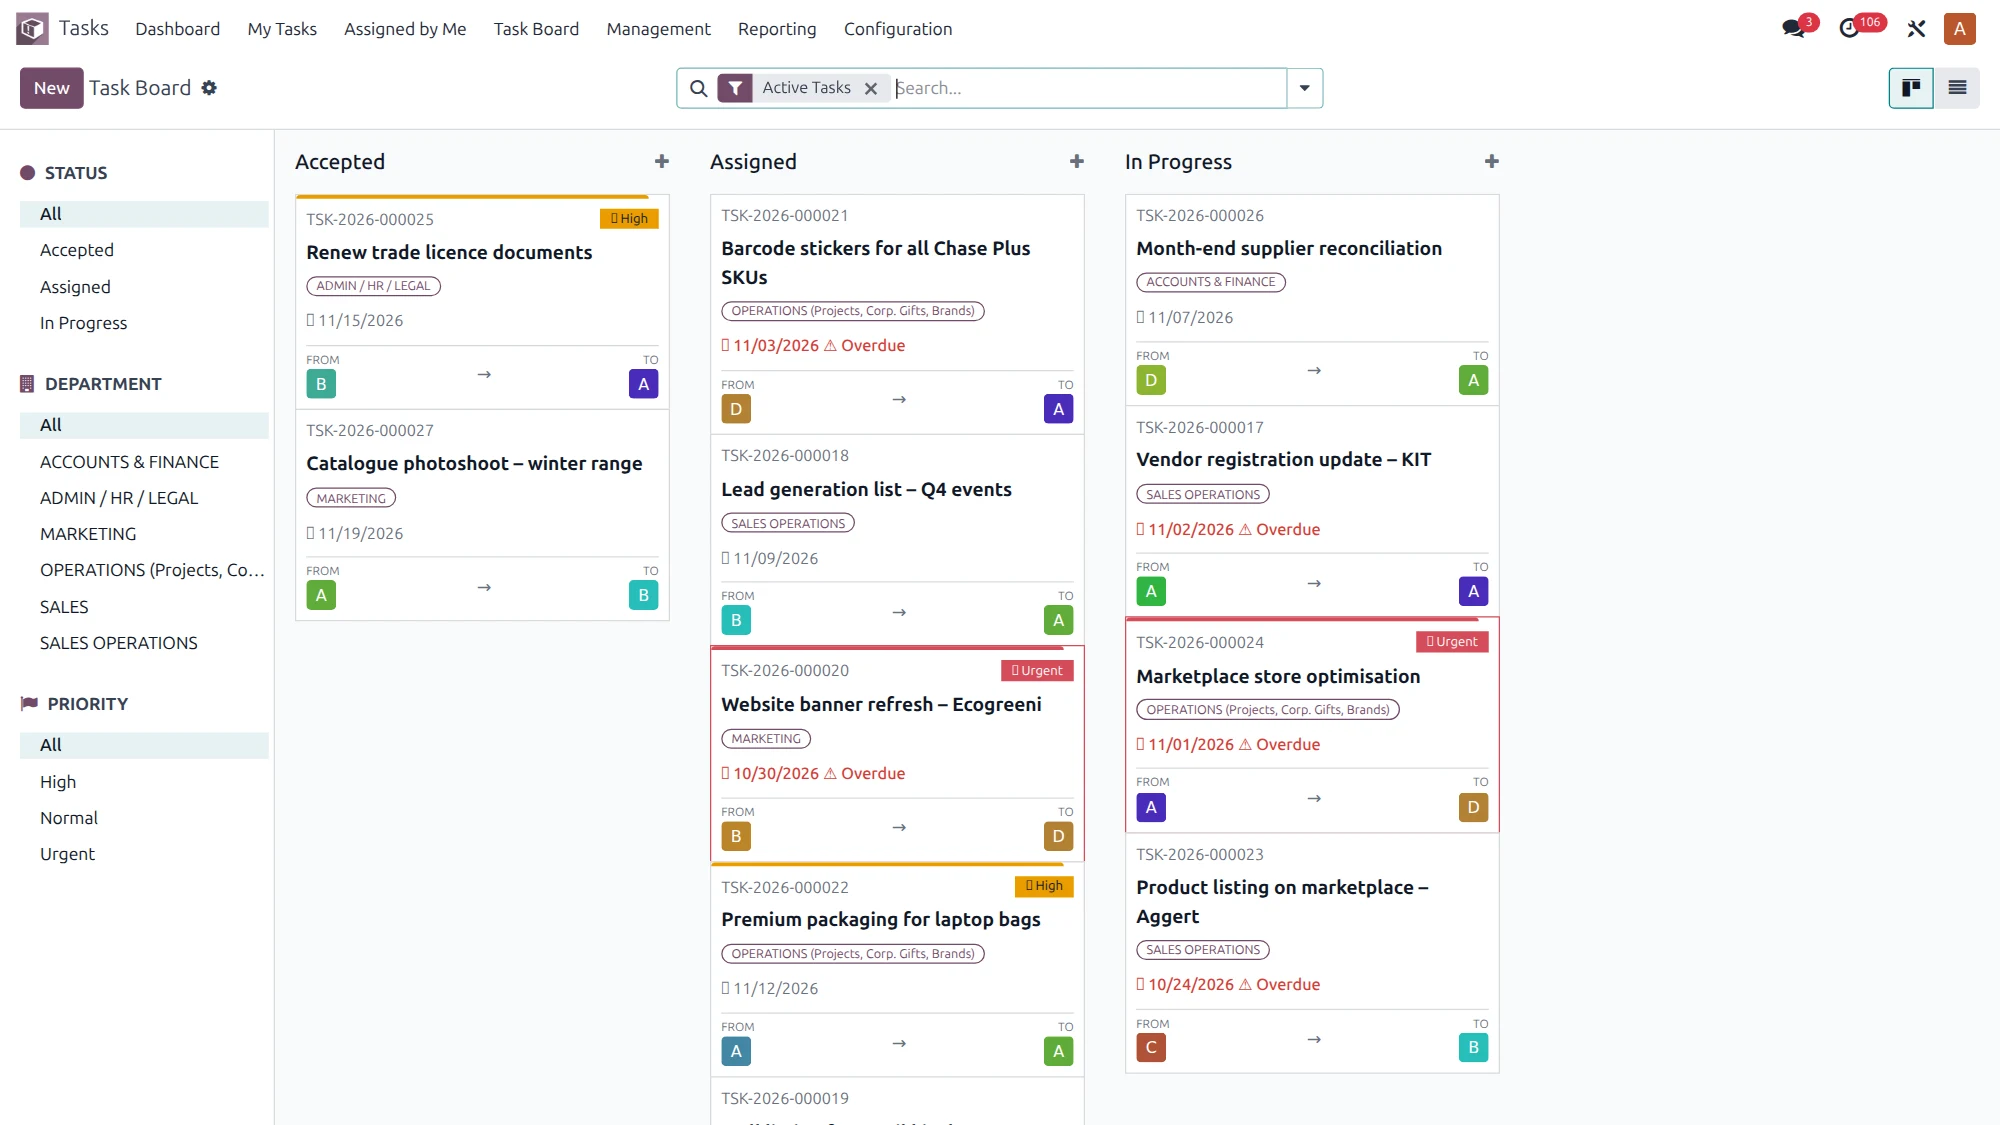 Tasks
Dashboard
My Tasks
Assigned by Me
Task Board
Management
Reporting
Configuration
3
106
A
New
Task Board
Active Tasks
Search...
STATUS
All
Accepted
Assigned
In Progress
DEPARTMENT
All
ACCOUNTS & FINANCE
ADMIN / HR / LEGAL
MARKETING
OPERATIONS (Projects, Co...
SALES
SALES OPERATIONS
PRIORITY
All
High
Normal
Urgent
Accepted
TSK-2026-000025
High
Renew trade licence documents
ADMIN / HR / LEGAL
11/15/2026
FROM
TO
B
→
A
TSK-2026-000027
Catalogue photoshoot – winter range
MARKETING
11/19/2026
FROM
TO
A
→
B
Assigned
TSK-2026-000021
Barcode stickers for all Chase Plus
SKUs
OPERATIONS (Projects, Corp. Gifts, Brands)
11/03/2026 ⚠ Overdue
FROM
TO
D
→
A
TSK-2026-000018
Lead generation list – Q4 events
SALES OPERATIONS
11/09/2026
FROM
TO
B
→
A
TSK-2026-000020
Urgent
Website banner refresh – Ecogreeni
MARKETING
10/30/2026 ⚠ Overdue
FROM
TO
B
→
D
TSK-2026-000022
High
Premium packaging for laptop bags
OPERATIONS (Projects, Corp. Gifts, Brands)
11/12/2026
FROM
TO
A
→
A
TSK-2026-000019
In Progress
TSK-2026-000026
Month-end supplier reconciliation
ACCOUNTS & FINANCE
11/07/2026
FROM
TO
D
→
A
TSK-2026-000017
Vendor registration update – KIT
SALES OPERATIONS
11/02/2026 ⚠ Overdue
FROM
TO
A
→
A
TSK-2026-000024
Urgent
Marketplace store optimisation
OPERATIONS (Projects, Corp. Gifts, Brands)
11/01/2026 ⚠ Overdue
FROM
TO
A
→
D
TSK-2026-000023
Product listing on marketplace –
Aggert
SALES OPERATIONS
10/24/2026 ⚠ Overdue
FROM
TO
C
→
B